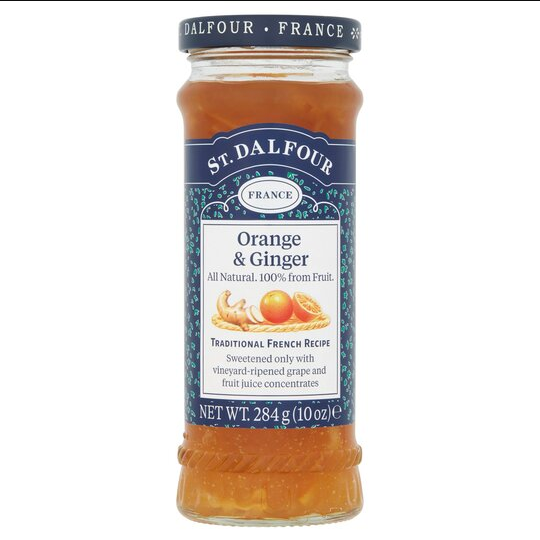 DALFOUR • FRANCE
ST. DALFOUR
FRANCE
Orange
& Ginger
All Natural. 100% from Fruit.
TRADITIONAL FRENCH RECIPE
Sweetened only with
vineyard-ripened grape and
fruit juice concentrates
NET WT. 284 g (10 oz) ℮